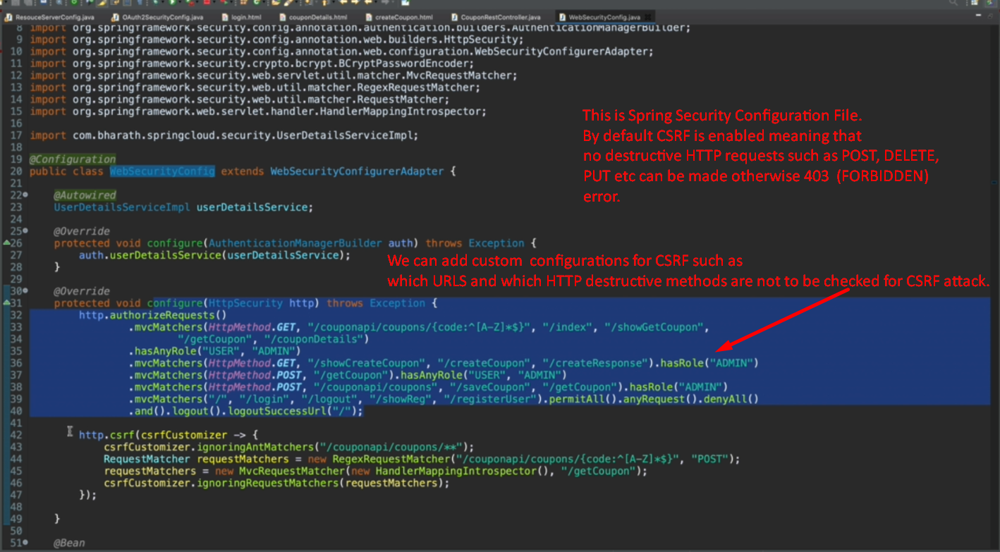 ResouceServerConfig.java OAuth2SecurityConfig.java login.html couponDetails.html createCoupon.html CouponRestController.java WebSecurityConfig.java
8 import org.springframework.security.config.annotation.authentication.builders.AuthenticationManagerBuilder;
9 import org.springframework.security.config.annotation.web.builders.HttpSecurity;
10 import org.springframework.security.config.annotation.web.configuration.WebSecurityConfigurerAdapter;
11 import org.springframework.security.crypto.bcrypt.BCryptPasswordEncoder;
12 import org.springframework.security.web.servlet.util.matcher.MvcRequestMatcher;
13 import org.springframework.security.web.util.matcher.RegexRequestMatcher;
14 import org.springframework.security.web.util.matcher.RequestMatcher;
15 import org.springframework.web.servlet.handler.HandlerMappingIntrospector;
16
17 import com.bharath.springcloud.security.UserDetailsServiceImpl;
18
This is Spring Security Configuration File.
By default CSRF is enabled meaning that
no destructive HTTP requests such as POST, DELETE,
PUT etc can be made otherwise 403 (FORBIDDEN)
error.
19 @Configuration
20 public class WebSecurityConfig extends WebSecurityConfigurerAdapter {
21
22 @Autowired
23 UserDetailsServiceImpl userDetailsService;
24
25 @Override
26 protected void configure(AuthenticationManagerBuilder auth) throws Exception {
27 auth.userDetailsService(userDetailsService);
28 }
29
We can add custom configurations for CSRF such as
which URLS and which HTTP destructive methods are not to be checked for CSRF attack.
30 @Override
31 protected void configure(HttpSecurity http) throws Exception {
32 http.authorizeRequests()
33 .mvcMatchers(HttpMethod.GET, "/couponapi/coupons/{code:^[A-Z]*$}", "/index", "/showGetCoupon",
34 "/getCoupon", "/couponDetails")
35 .hasAnyRole("USER", "ADMIN")
36 .mvcMatchers(HttpMethod.GET, "/showCreateCoupon", "/createCoupon", "/createResponse").hasRole("ADMIN")
37 .mvcMatchers(HttpMethod.POST, "/getCoupon").hasAnyRole("USER", "ADMIN")
38 .mvcMatchers(HttpMethod.POST, "/couponapi/coupons", "/saveCoupon", "/getCoupon").hasRole("ADMIN")
39 .mvcMatchers("/", "/login", "/logout", "/showReg", "/registerUser").permitAll().anyRequest().denyAll()
40 .and().logout().logoutSuccessUrl("/");
41
42 http.csrf(csrfCustomizer -> {
43 csrfCustomizer.ignoringAntMatchers("/couponapi/coupons/**");
44 RequestMatcher requestMatchers = new RegexRequestMatcher("/couponapi/coupons/{code:^[A-Z]*$}", "POST");
45 requestMatchers = new MvcRequestMatcher(new HandlerMappingIntrospector(), "/getCoupon");
46 csrfCustomizer.ignoringRequestMatchers(requestMatchers);
47 });
48
49 }
50
51 @Bean